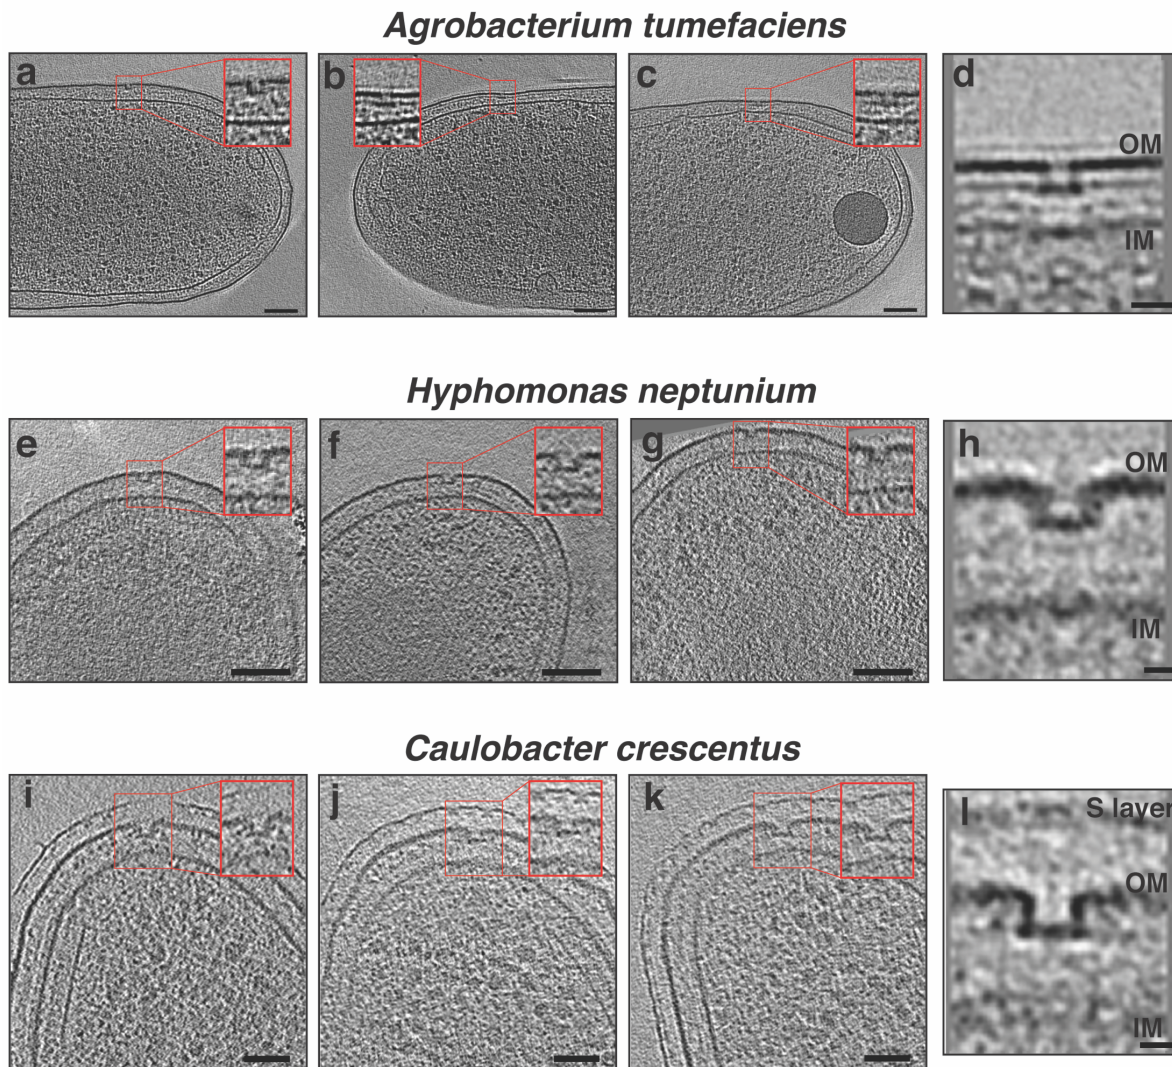 Agrobacterium tumefaciens
a
b
c
d
OM
IM
Hyphomonas neptunium
e
f
g
h
OM
IM
Caulobacter crescentus
i
j
k
l
S layer
OM
IM